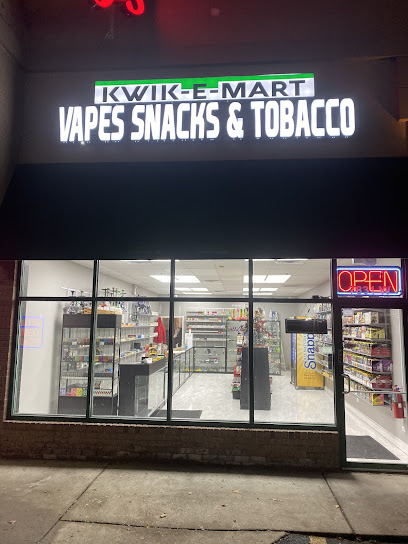 KWIK-E-MART
VAPES SNACKS & TOBACCO
OPEN